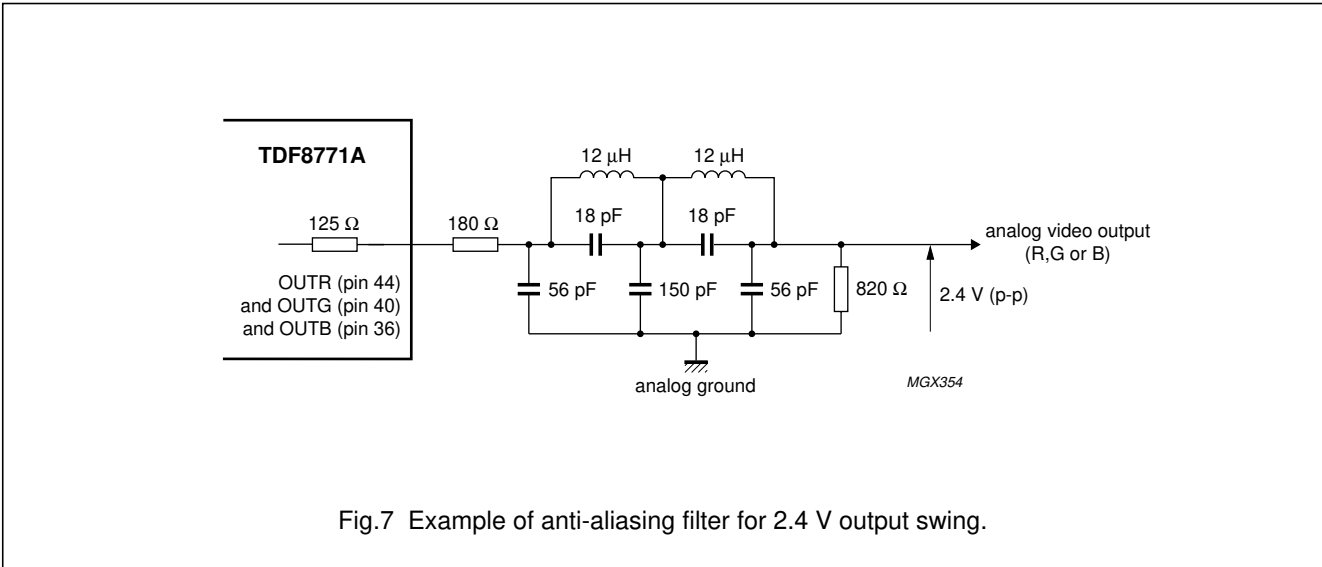 TDF8771A
12 μH
12 μH
125 Ω
180 Ω
18 pF
18 pF
analog video output
(R,G or B)
OUTR (pin 44)
and OUTG (pin 40)
and OUTB (pin 36)
56 pF
150 pF
56 pF
820 Ω
2.4 V (p-p)
analog ground
MGX354
Fig.7 Example of anti-aliasing filter for 2.4 V output swing.